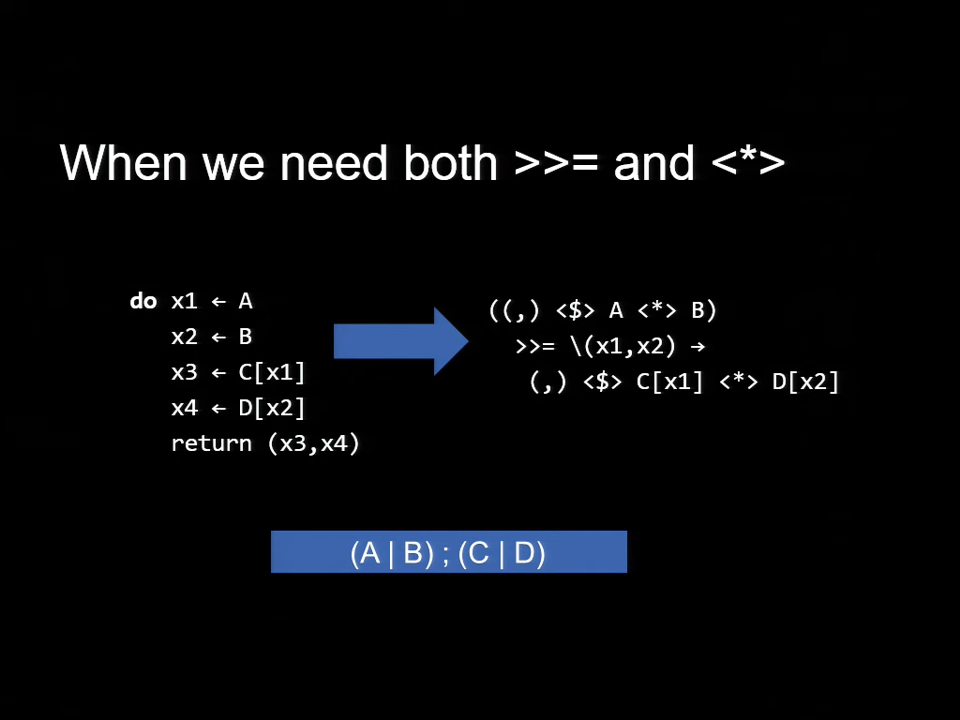 When we need both >>= and <*>
do x1 ← A
x2 ← B
x3 ← C[x1]
x4 ← D[x2]
return (x3,x4)
((,) <$> A <*> B)
>>= \(x1,x2) →
(,) <$> C[x1] <*> D[x2]
(A | B) ; (C | D)